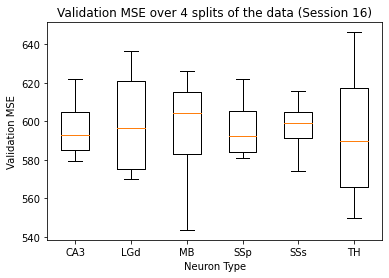 Validation MSE over 4 splits of the data (Session 16)
Validation MSE
640
620
600
580
560
540
CA3 LGd MB SSp SSs TH
Neuron Type